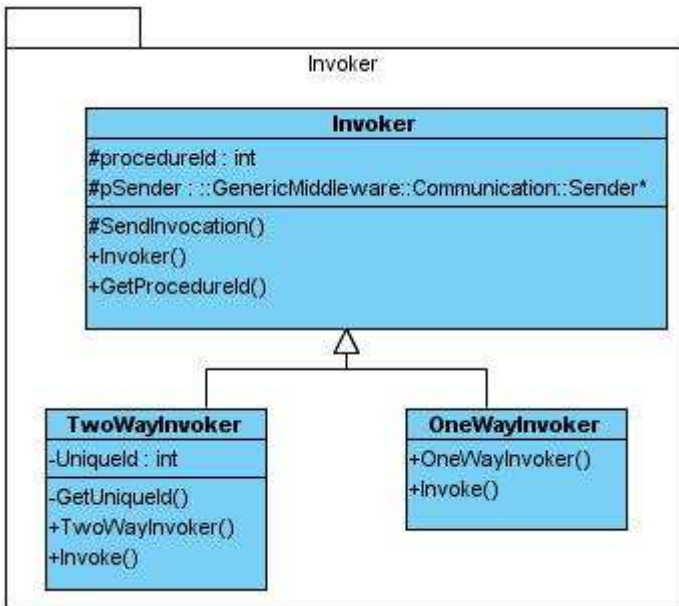 Invoker
Invoker
#procedureId : int
#pSender : ::GenericMiddleware::Communication::Sender*
#SendInvocation()
+Invoker()
+GetProcedureId()
TwoWayInvoker
-UniqueId : int
-GetUniqueId()
+TwoWayInvoker()
+Invoke()
OneWayInvoker
+OneWayInvoker()
+Invoke()